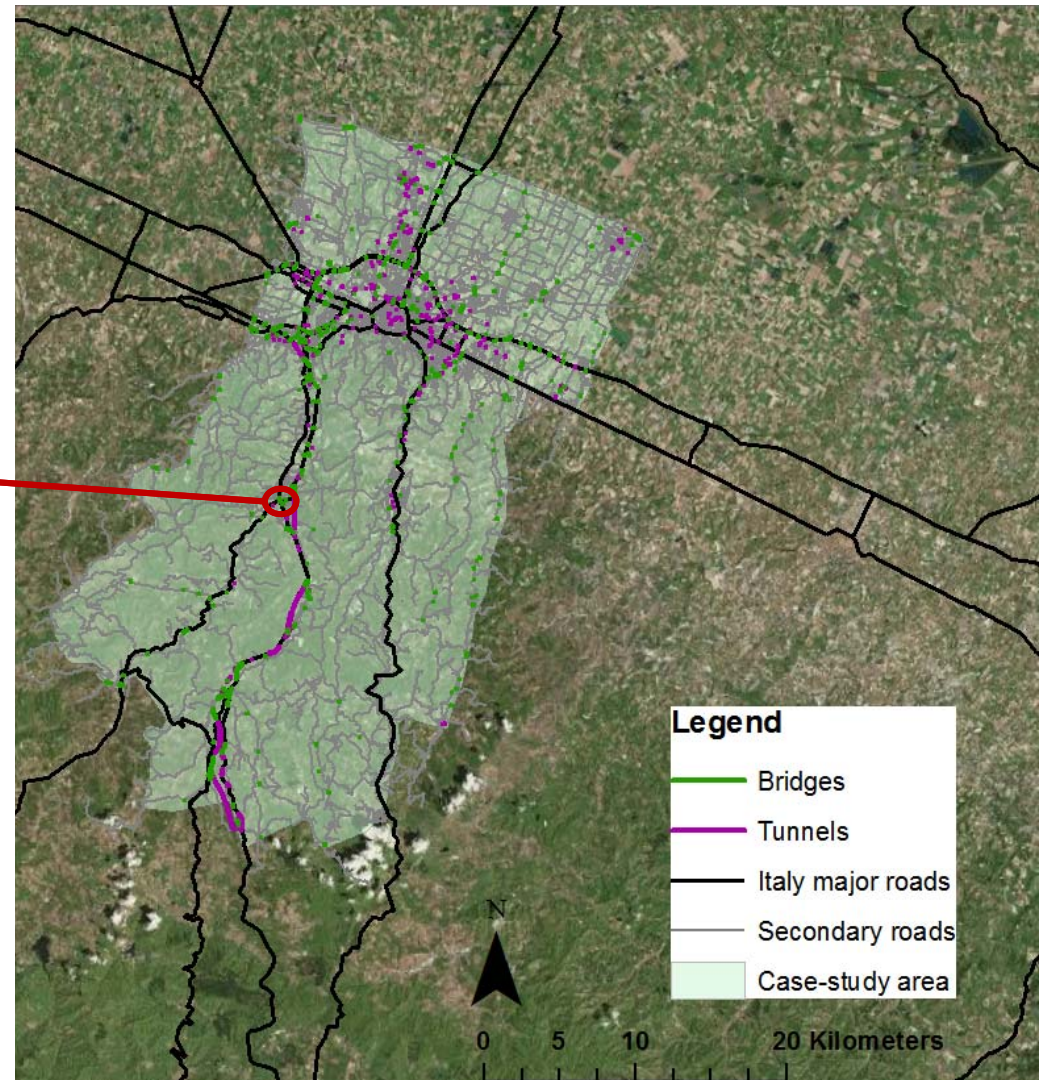 Legend
Bridges
Tunnels
Italy major roads
Secondary roads
Case-study area
N
0 5 10 20 Kilometers